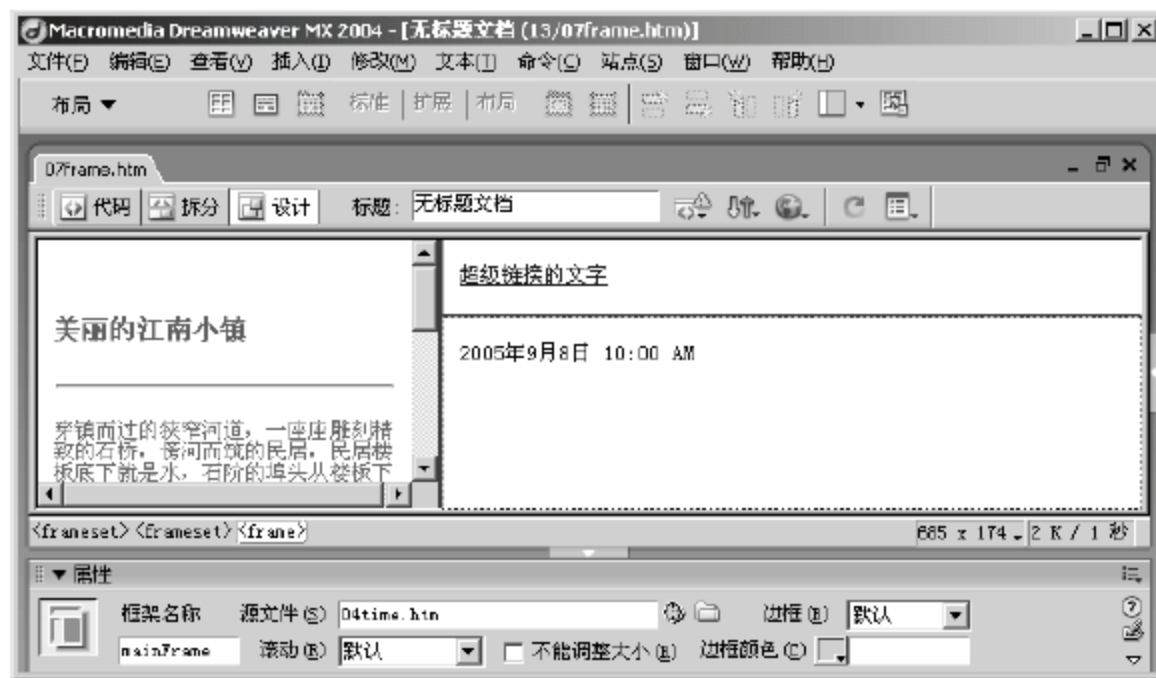 Macromedia Dreamweaver MX 2004 - [无标题文档 (13/07frame.htm)]
文件(F) 编辑(E) 查看(V) 插入(I) 修改(M) 文本(T) 命令(C) 站点(S) 窗口(W) 帮助(H)
布局 标准 扩展 布局
07frame.htm
代码 拆分 设计 标题: 无标题文档
超级链接的文字
美丽的江南小镇
2005年9月8日 10:00 AM
穿镇而过的狭窄河道,一座座雕刻精
致的石桥,傍河而筑的民居,民居楼
板底下就是水,石阶的埠头从楼板下
<frameset> <frameset> <frame> 685 x 174 2 K / 1 秒
属性
框架名称 源文件(S) 04time.htm 边框(B) 默认
mainFrame 滚动(R) 默认 不能调整大小(R) 边框颜色(C)